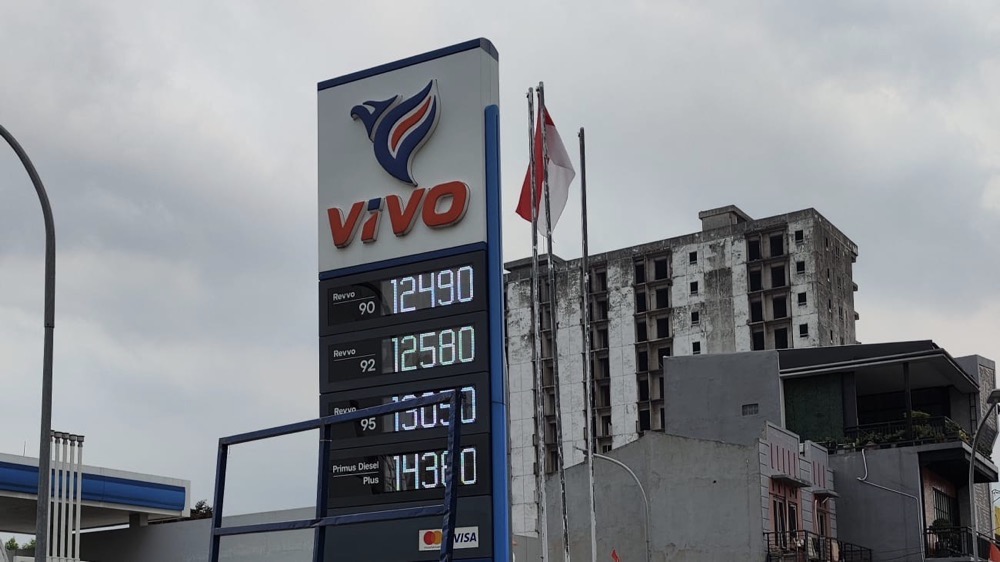 ViVO
Revvo 90 12490
Revvo 92 12580
Revvo 95 13050
Primus Diesel Plus 14380
VISA